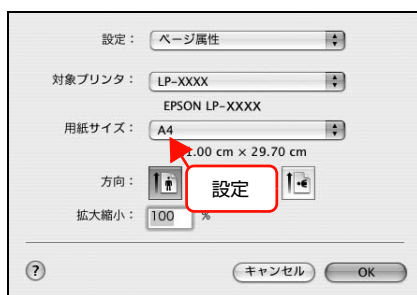 設定： ページ属性
対象プリンタ： LP-XXXX
EPSON LP-XXXX
用紙サイズ： A4
1.00 cm × 29.70 cm
方向：
設定
拡大縮小： 100 %
? キャンセル OK